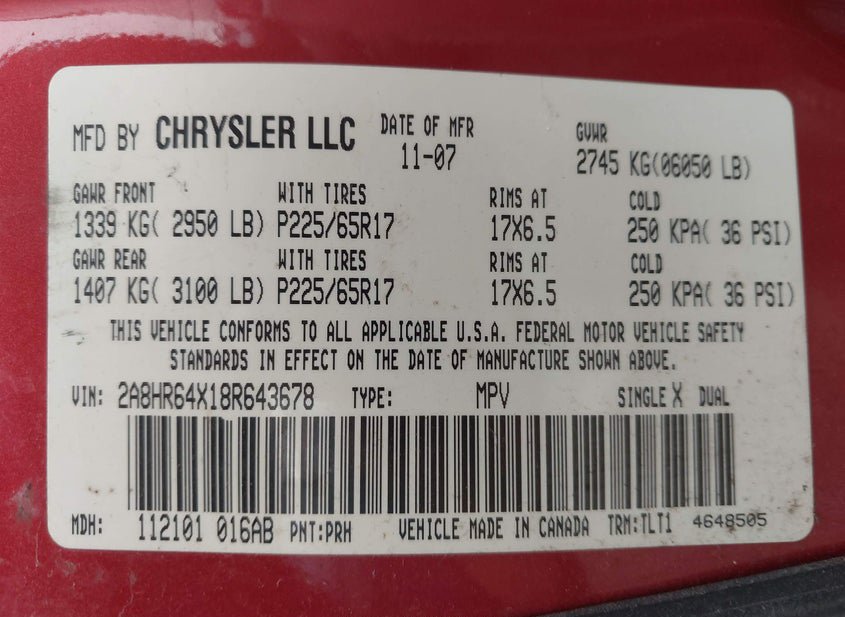 MFD BY CHRYSLER LLC DATE OF MFR GVWR
11-07 2745 KG(06050 LB)
GAWR FRONT WITH TIRES RIMS AT COLD
1339 KG( 2950 LB) P225/65R17 17X6.5 250 KPA( 36 PSI)
GAWR REAR WITH TIRES RIMS AT COLD
1407 KG( 3100 LB) P225/65R17 17X6.5 250 KPA( 36 PSI)
THIS VEHICLE CONFORMS TO ALL APPLICABLE U.S.A. FEDERAL MOTOR VEHICLE SAFETY
STANDARDS IN EFFECT ON THE DATE OF MANUFACTURE SHOWN ABOVE.
VIN: 2A8HR64X18R643678 TYPE: MPV SINGLE X DUAL
MDH: 112101 016AB PNT:PRH VEHICLE MADE IN CANADA TRM:TLT1 4648505